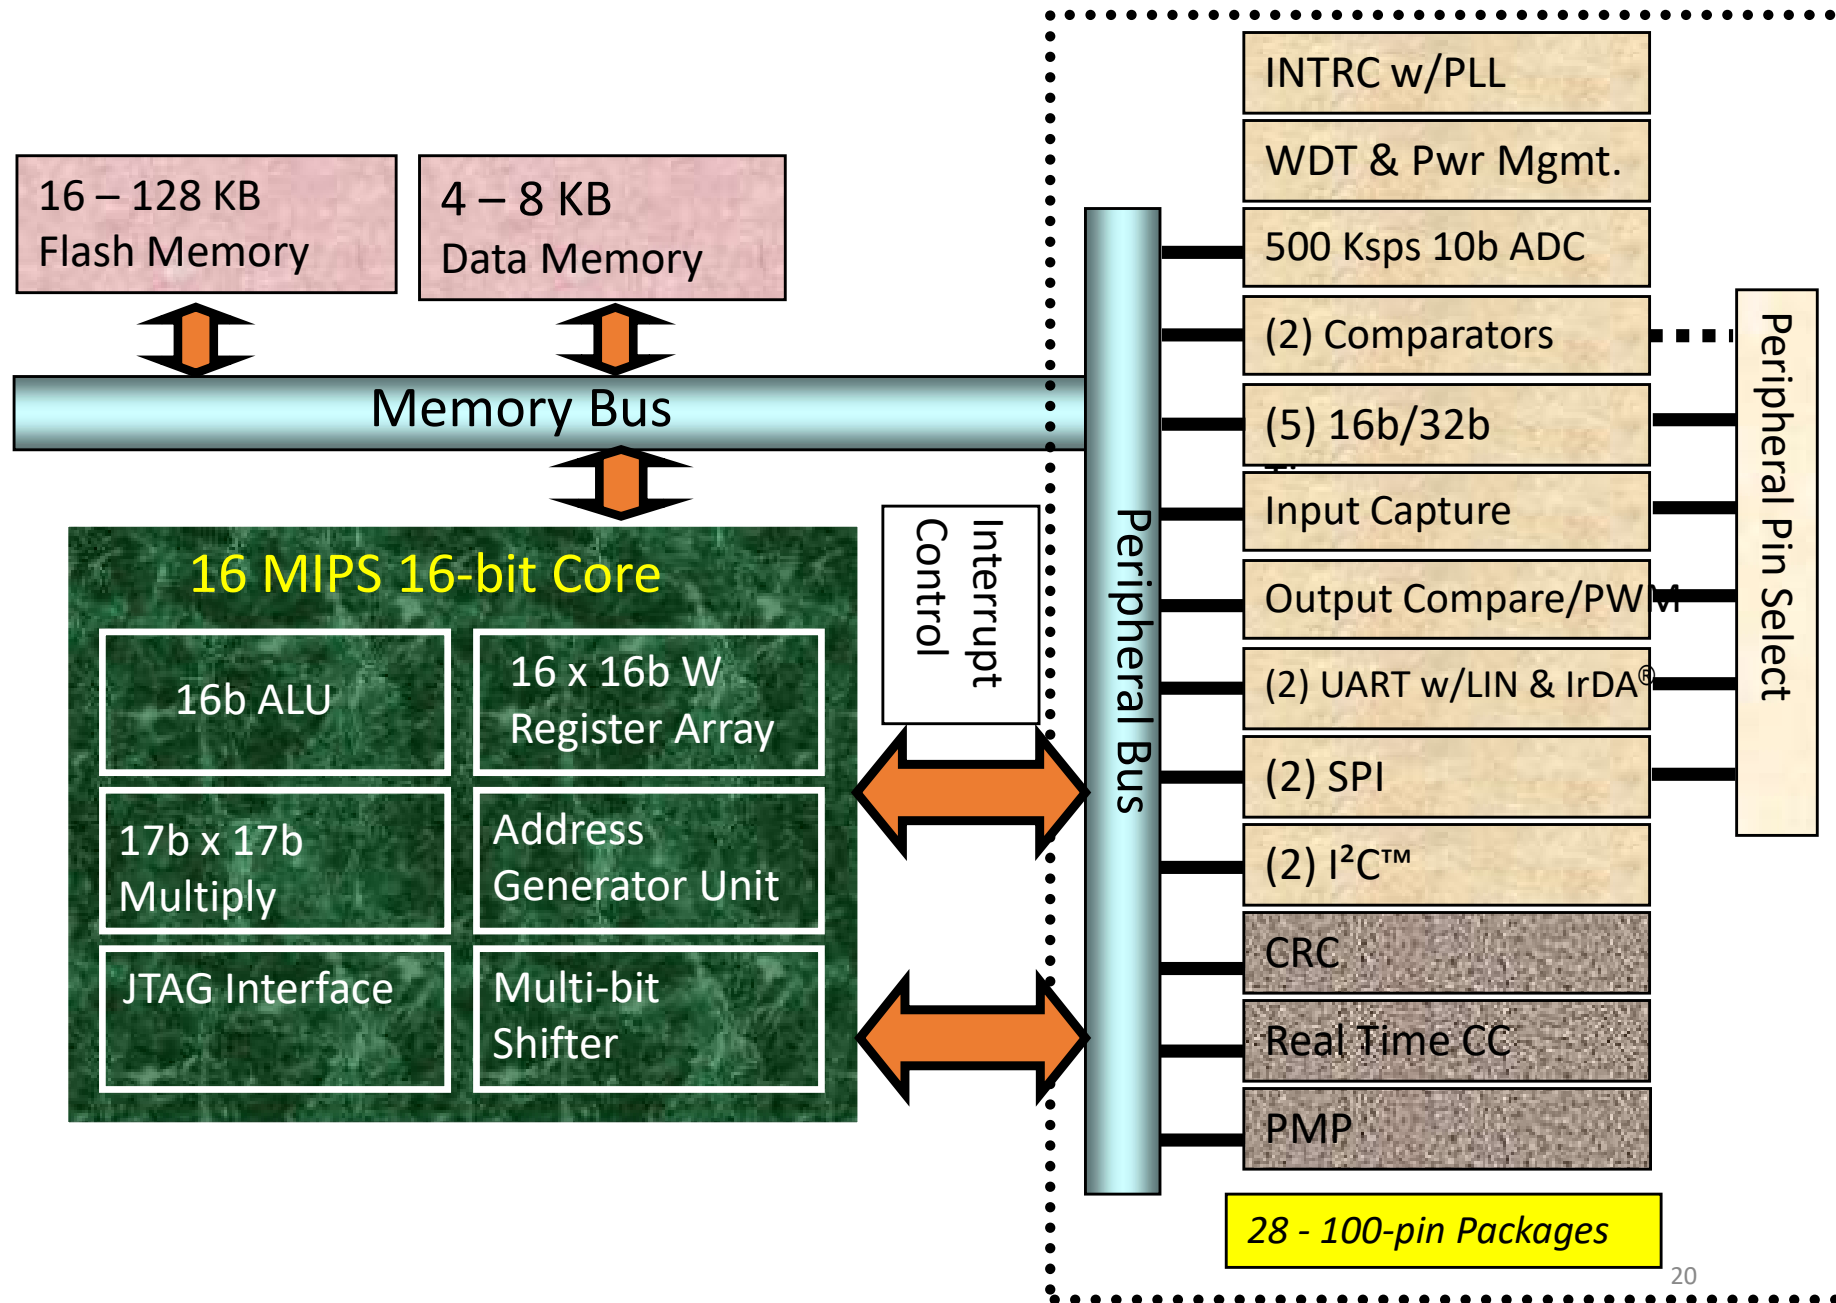 16 – 128 KB
Flash Memory
4 – 8 KB
Data Memory
Memory Bus
16 MIPS 16-bit Core
16b ALU
16 x 16b W
Register Array
17b x 17b
Multiply
Address
Generator Unit
JTAG Interface
Multi-bit
Shifter
Interrupt
Control
Peripheral Bus
INTRC w/PLL
WDT & Pwr Mgmt.
500 Ksps 10b ADC
(2) Comparators
(5) 16b/32b
Input Capture
Output Compare/PWM
(2) UART w/LIN & IrDA®
(2) SPI
(2) I²C™
CRC
Real Time CC
PMP
Peripheral Pin Select
28 - 100-pin Packages
20